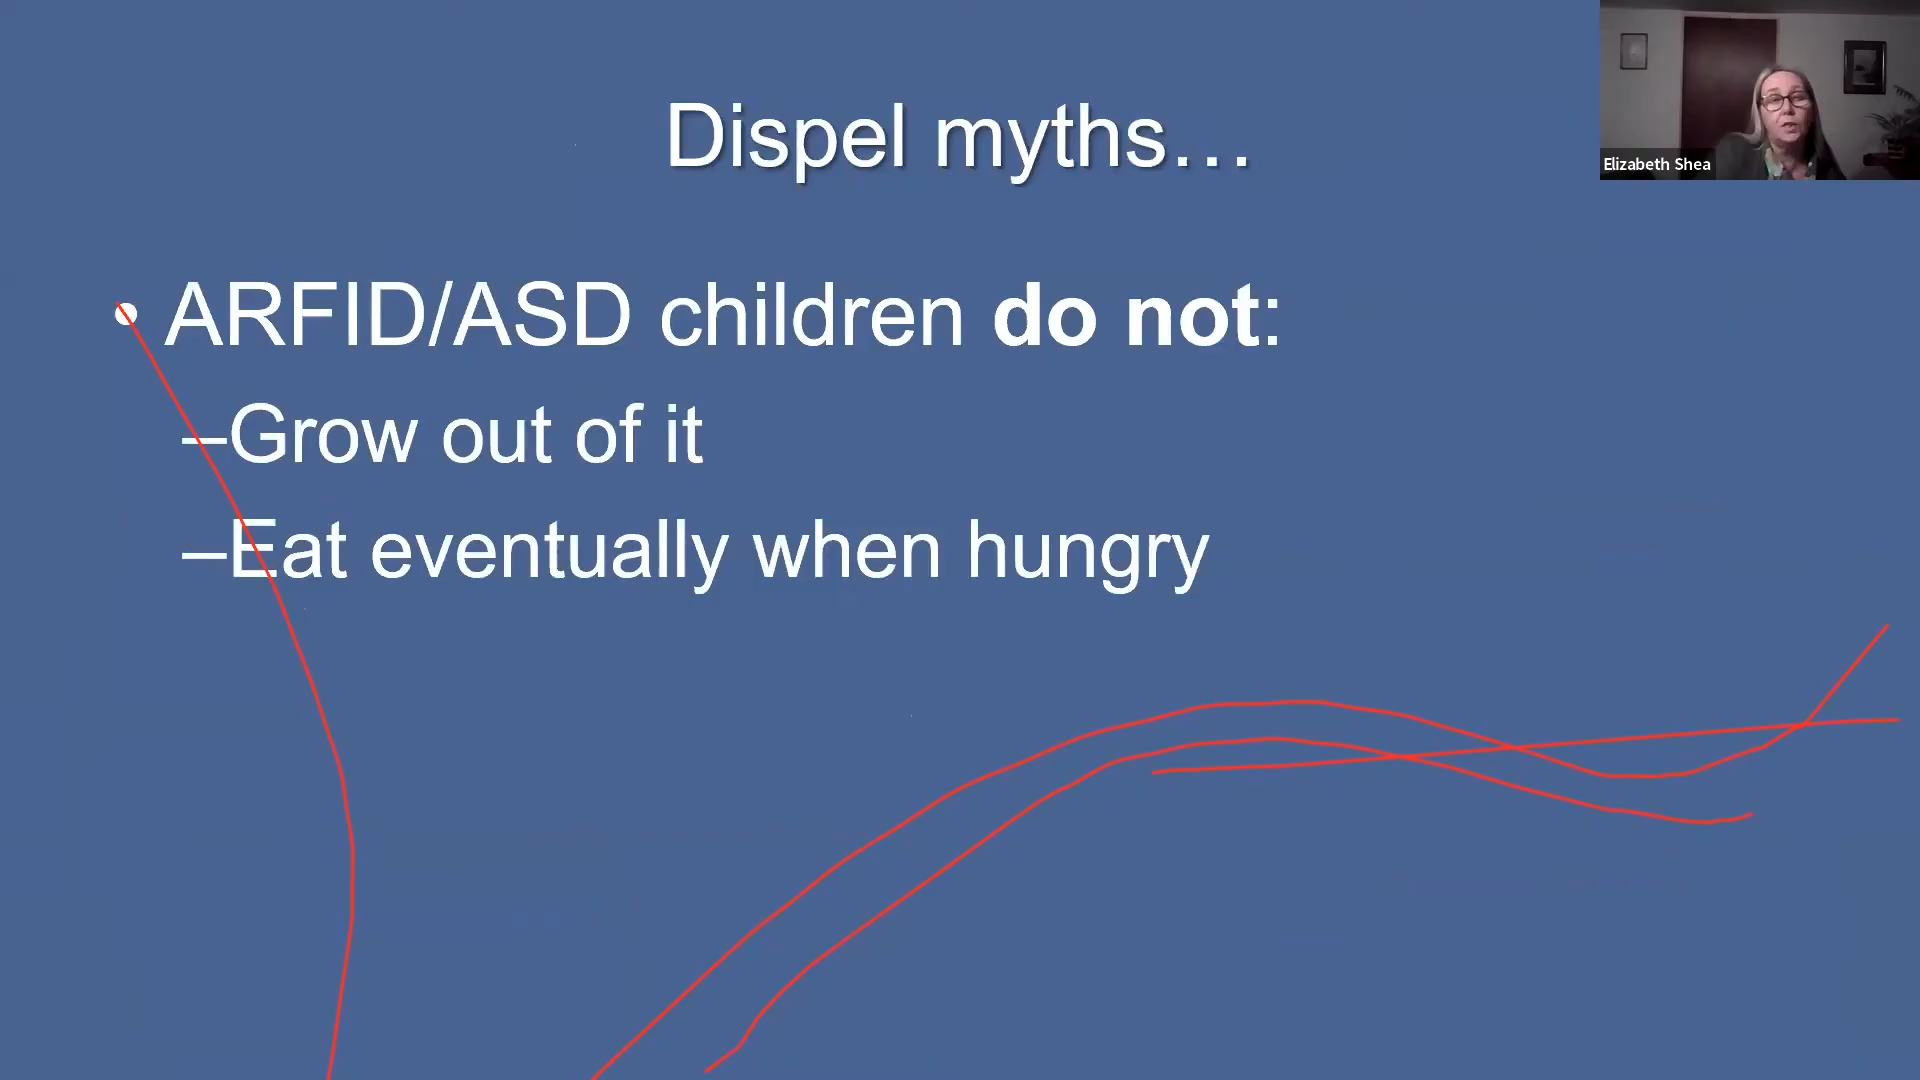 Dispel myths…
Elizabeth Shea
• ARFID/ASD children do not:
–Grow out of it
–Eat eventually when hungry